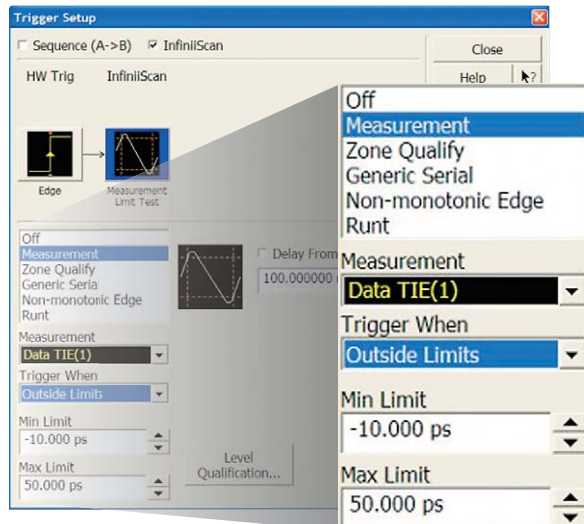 Trigger Setup
Sequence (A->B)
InfiniiScan
Close
HW Trig
InfiniiScan
Help
?
Edge
Measurement
Limit Test
Off
Measurement
Zone Qualify
Generic Serial
Non-monotonic Edge
Runt
Delay From
100.000000
Measurement
Data TIE(1)
Trigger When
Outside Limits
Min Limit
-10.000 ps
Max Limit
50.000 ps
Level
Qualification...
Off
Measurement
Zone Qualify
Generic Serial
Non-monotonic Edge
Runt
Measurement
Data TIE(1)
Trigger When
Outside Limits
Min Limit
-10.000 ps
Max Limit
50.000 ps